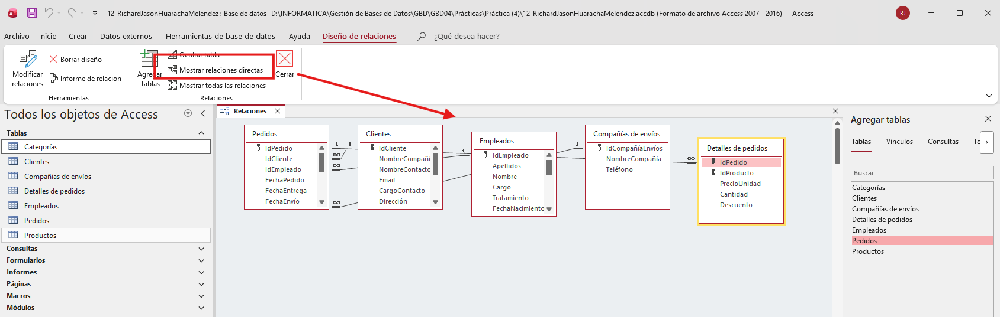 12-RichardJasonHuarachaMeléndez : Base de datos- D:\INFORMATICA\Gestión de Bases de Datos\GBD\GBD04\Prácticas\Práctica (4)\12-RichardJasonHuarachaMeléndez.accdb (Formato de archivo Access 2007 - 2016) - Access
RJ
Archivo Inicio Crear Datos externos Herramientas de base de datos Ayuda Diseño de relaciones ¿Qué desea hacer?
Modificar relaciones
Borrar diseño
Informe de relación
Herramientas
Agregar Tablas
Ocultar tabla
Mostrar relaciones directas
Mostrar todas las relaciones
Relaciones
Cerrar
Todos los objetos de Access
Tablas
Categorías
Clientes
Compañías de envíos
Detalles de pedidos
Empleados
Pedidos
Productos
Consultas
Formularios
Informes
Páginas
Macros
Módulos
Relaciones
Pedidos
IdPedido
IdCliente
IdEmpleado
FechaPedido
FechaEntrega
FechaEnvío
1
∞
∞
∞
1
Clientes
IdCliente
NombreCompañí
NombreContacto
Email
CargoContacto
Dirección
1
Empleados
IdEmpleado
Apellidos
Nombre
Cargo
Tratamiento
FechaNacimiento
1
Compañías de envíos
IdCompañíaEnvíos
NombreCompañía
Teléfono
∞
Detalles de pedidos
IdPedido
IdProducto
PrecioUnidad
Cantidad
Descuento
Agregar tablas
Tablas Vínculos Consultas To
Buscar
Categorías
Clientes
Compañías de envíos
Detalles de pedidos
Empleados
Pedidos
Productos